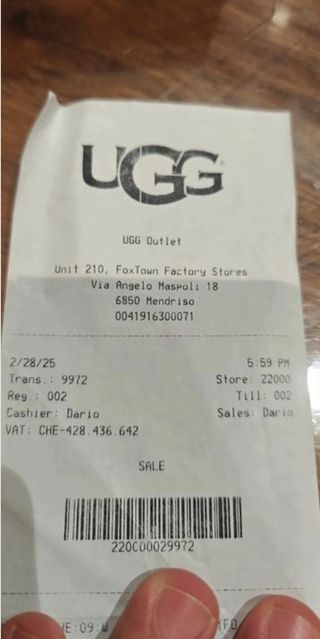 UGG®
UGG Outlet
Unit 210, FoxTown Factory Stores
Via Angelo Maspoli 18
6850 Mendriso
0041916300071
2/28/25 5:59 PM
Trans.: 9972 Store: 22000
Reg.: 002 Till: 002
Cashier: Dario Sales: Dario
VAT: CHE-428.436.642
SALE
220C00029972